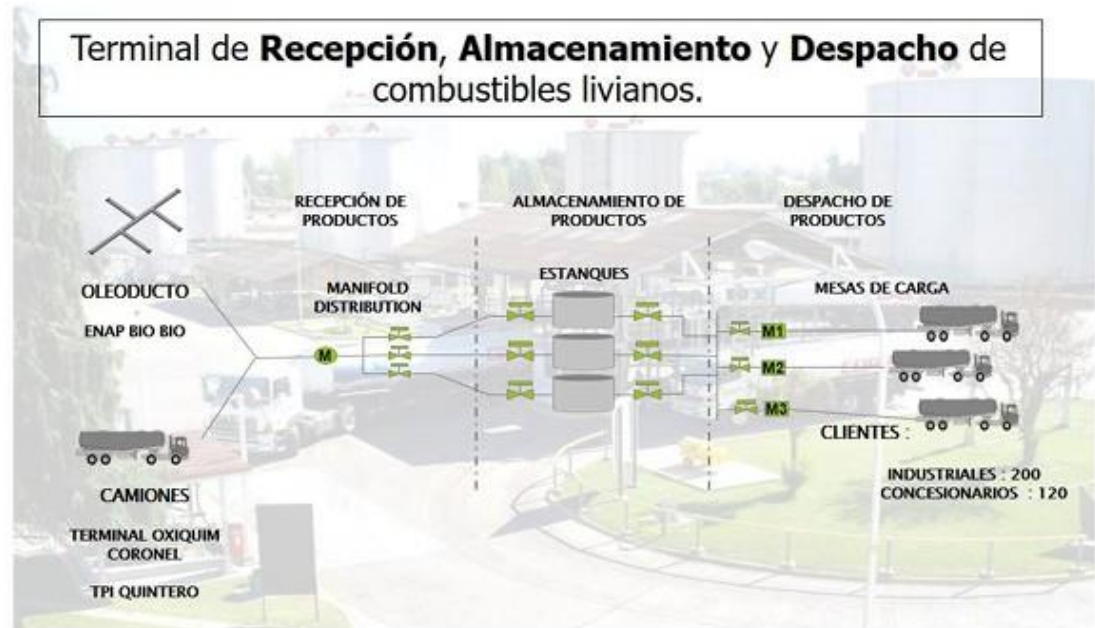 Terminal de Recepción, Almacenamiento y Despacho de
combustibles livianos.
RECEPCIÓN DE
PRODUCTOS
ALMACENAMIENTO DE
PRODUCTOS
DESPACHO DE
PRODUCTOS
OLEODUCTO
ENAP BIO BIO
MANIFOLD
DISTRIBUTION
ESTANQUES
MESAS DE CARGA
M
M1
M2
M3
CAMIONES
TERMINAL OXIQUIM
CORONEL
TPI QUINTERO
CLIENTES :
INDUSTRIALES : 200
CONCESIONARIOS : 120